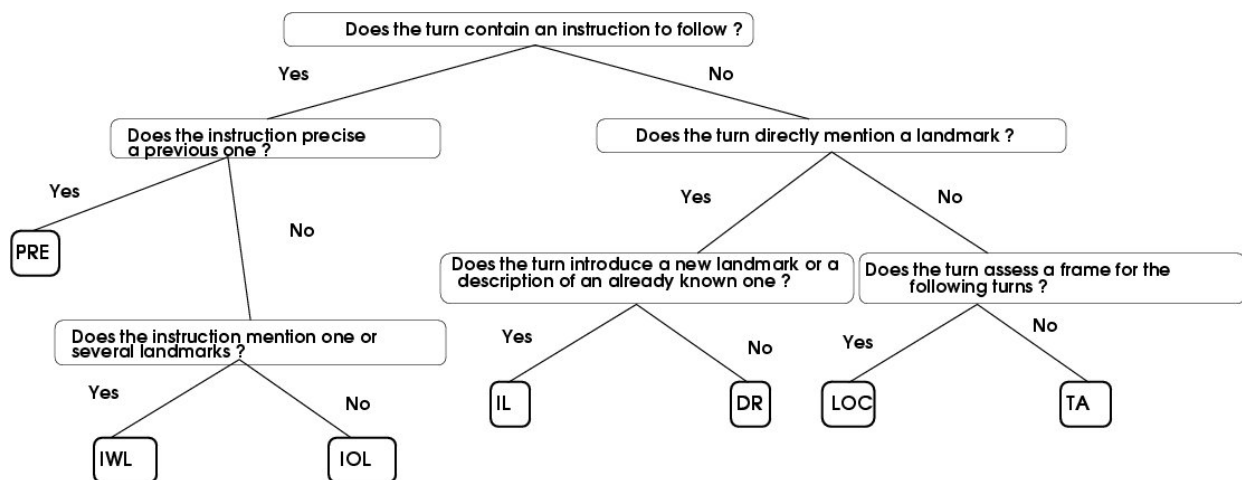 Does the turn contain an instruction to follow ?
Yes
No
Does the instruction precise
a previous one ?
Does the turn directly mention a landmark ?
Yes
No
Yes
No
PRE
Does the turn introduce a new landmark or a
description of an already known one ?
Does the turn assess a frame for the
following turns ?
Does the instruction mention one or
several landmarks ?
Yes
No
Yes
No
Yes
No
IL
DR
LOC
TA
IWL
IOL